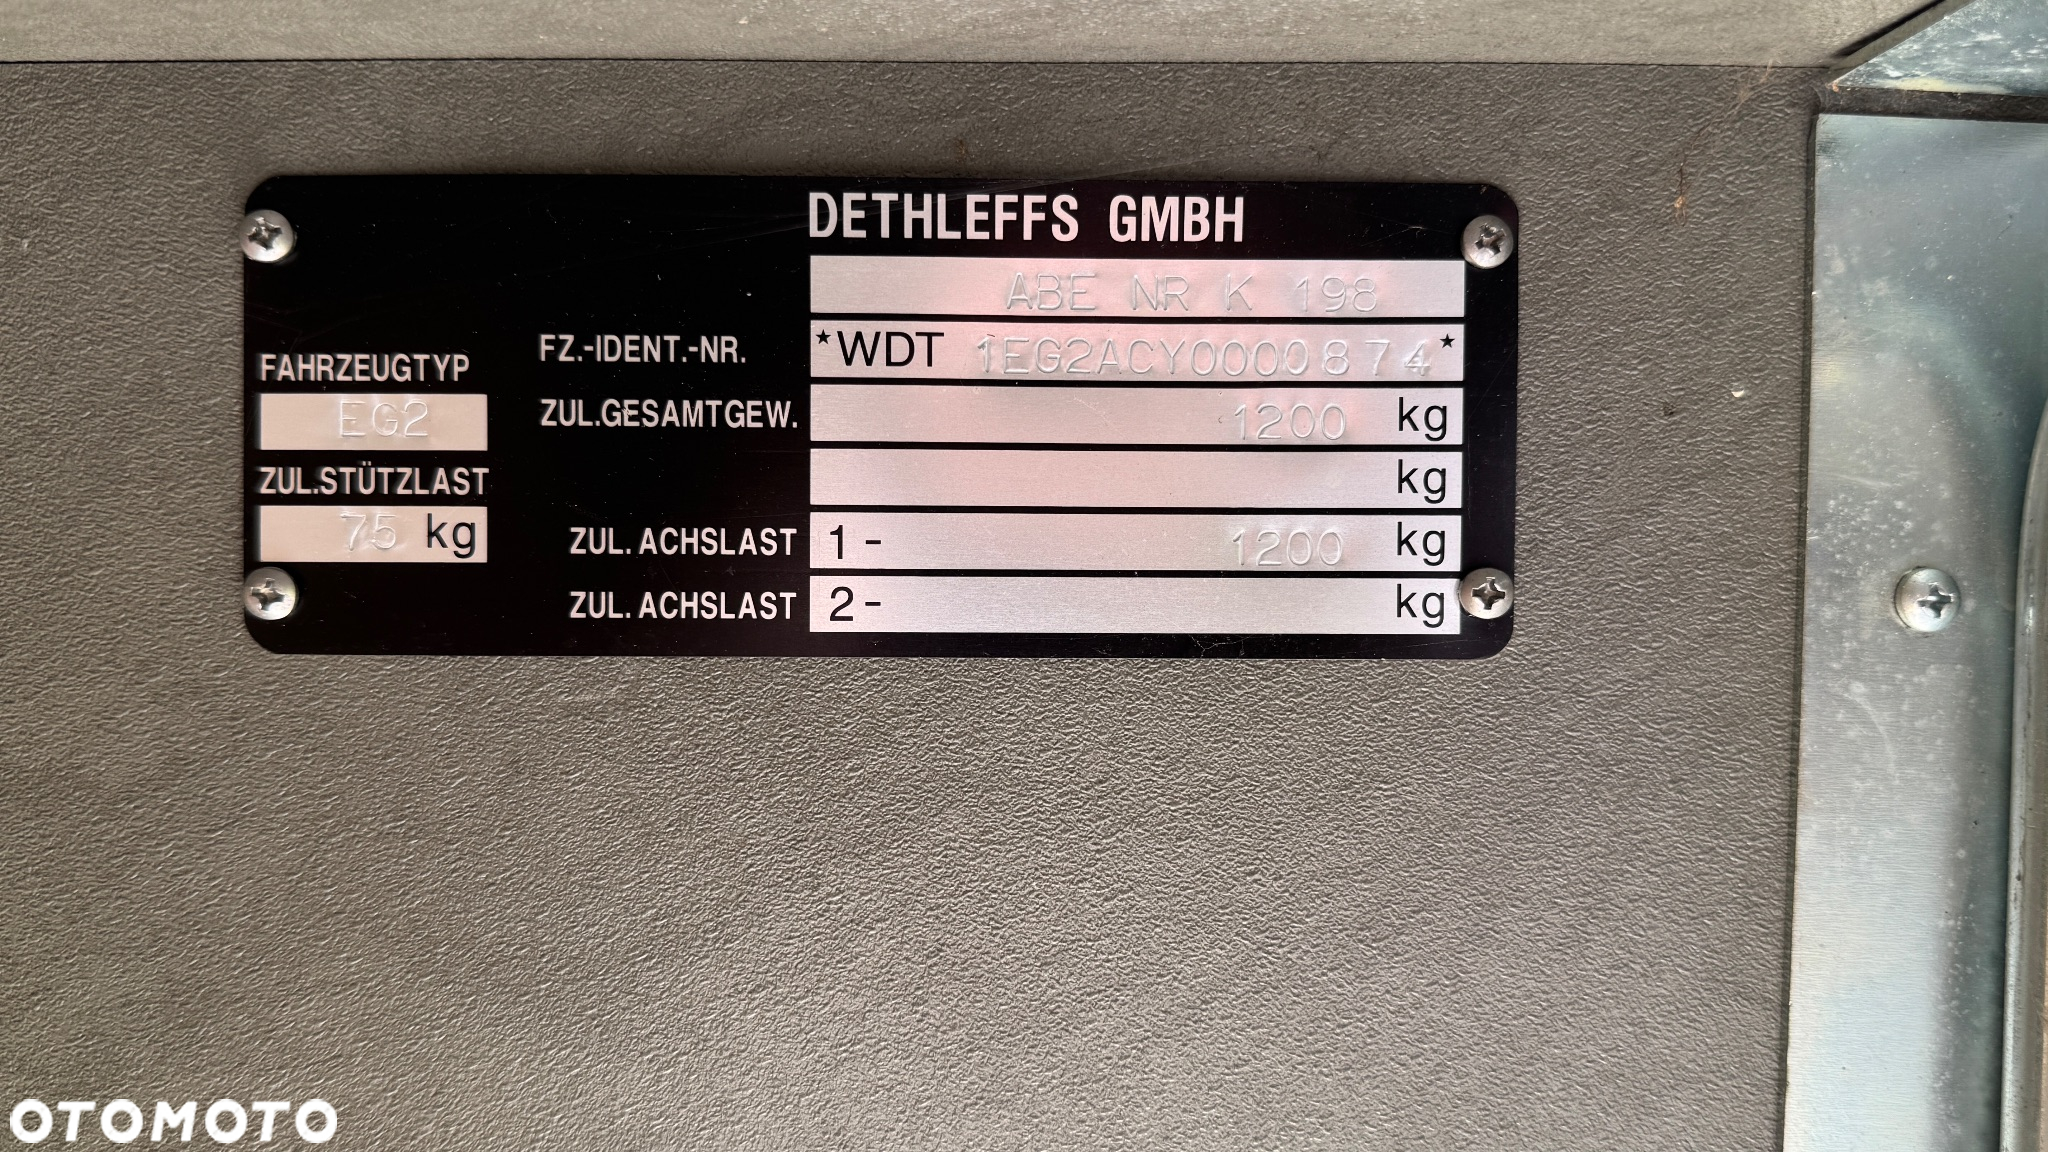 DETHLEFFS GMBH
ABE NR K 198
FZ.-IDENT.-NR. *WDT 1EG2ACY0000874*
FAHRZEUGTYP
EG2
ZUL.GESAMTGEW. 1200 kg
kg
ZUL.STÜTZLAST
75 kg
ZUL. ACHSLAST 1- 1200 kg
ZUL. ACHSLAST 2- kg
OTOMOTO